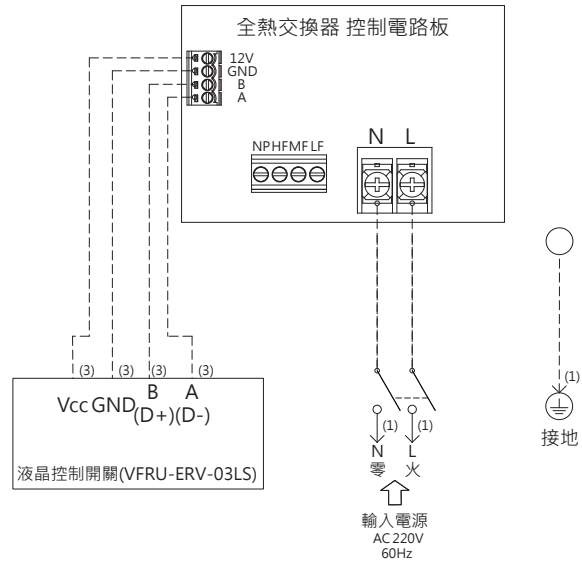 全熱交換器 控制電路板
12V
GND
B
A
NPHFMFLF
N L
(3) (3) (3) (3)
Vcc GND B A
(D+)(D-)
液晶控制開關(VFRU-ERV-03LS)
(1) (1)
N L
零 火
輸入電源
AC 220V
60Hz
(1)
接地